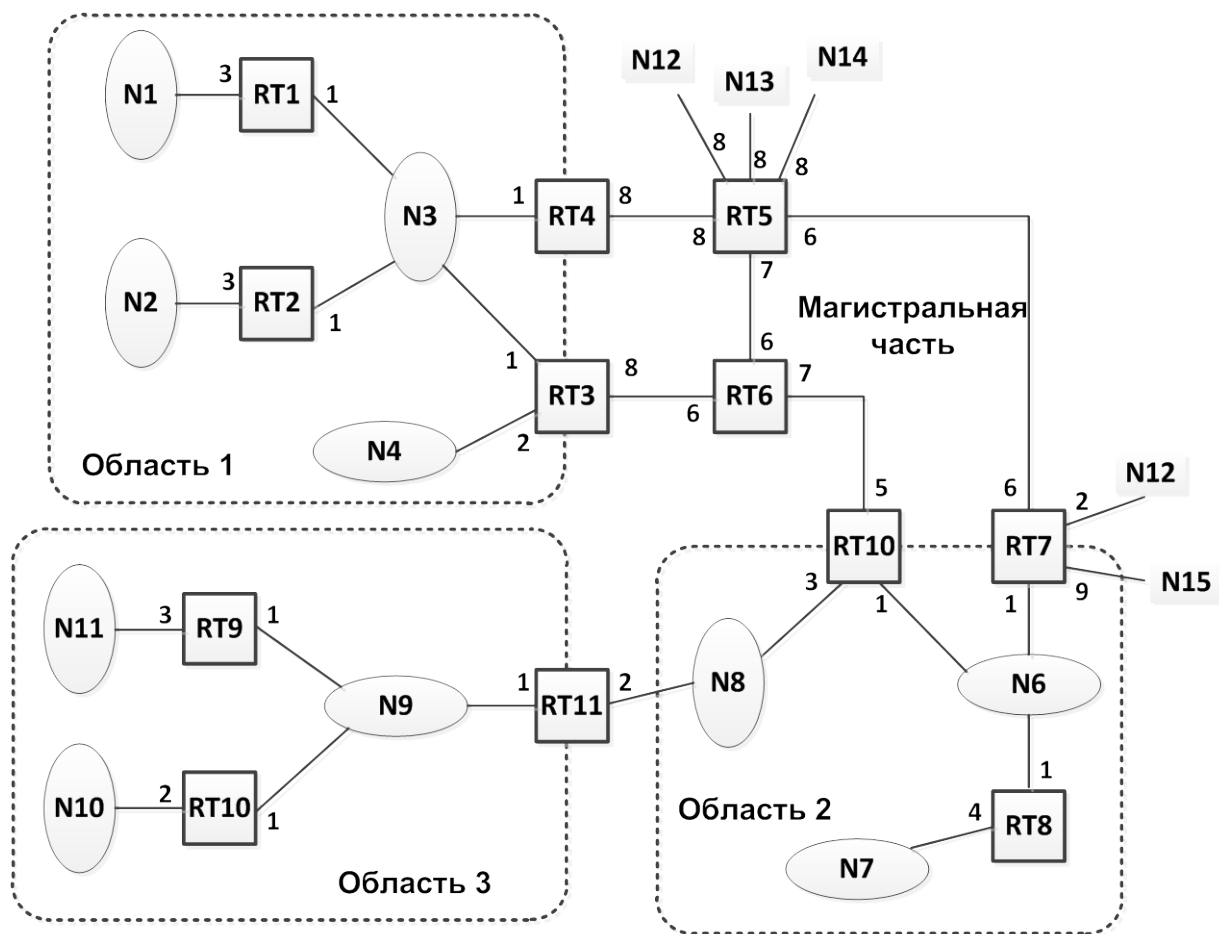 N12
N13
N14
N1
3
RT1
1
8
8
8
N3
1
RT4
8
8
RT5
6
7
N2
3
RT2
1
Магистральная
часть
6
1
RT3
8
6
RT6
7
2
N4
Область 1
5
6
2
N12
RT10
RT7
3
1
1
9
N15
N11
3
RT9
1
N9
1
RT11
2
N8
N6
N10
2
RT10
1
1
Область 2
4
RT8
N7
Область 3